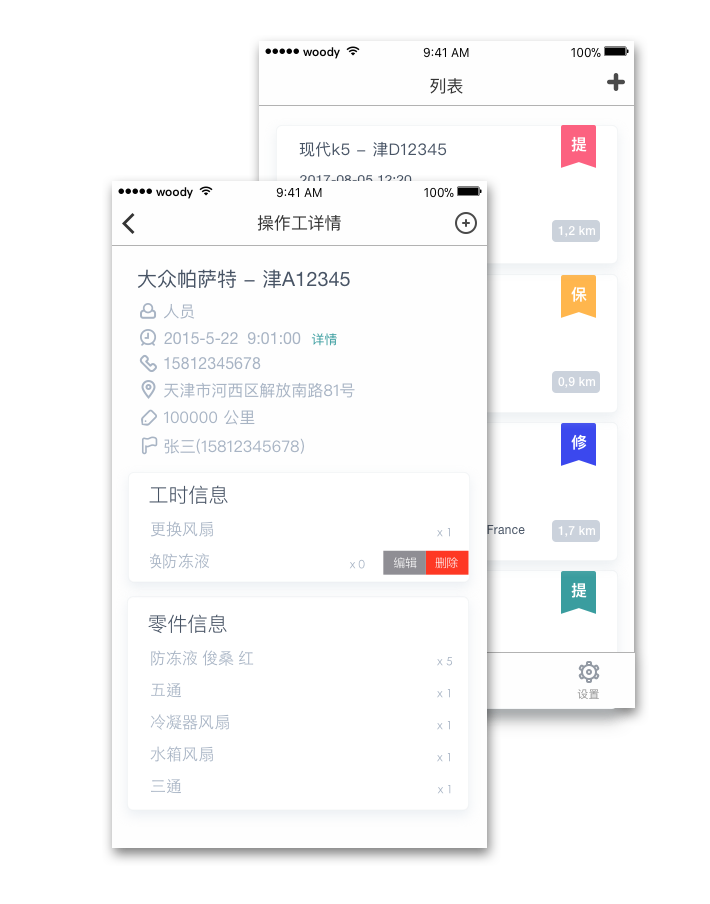 woody 9:41 AM 100%
列表
现代k5 – 津D12345
提
2017-08-05 12:20
1,2 km
保
0,9 km
修
France
1,7 km
提
设置
woody 9:41 AM 100%
操作工详情
大众帕萨特 – 津A12345
人员
2015-5-22 9:01:00 详情
15812345678
天津市河西区解放南路81号
100000 公里
张三(15812345678)
工时信息
更换风扇 x 1
换防冻液 x 0 编辑 删除
零件信息
防冻液 俊桑 红 x 5
五通 x 1
冷凝器风扇 x 1
水箱风扇 x 1
三通 x 1